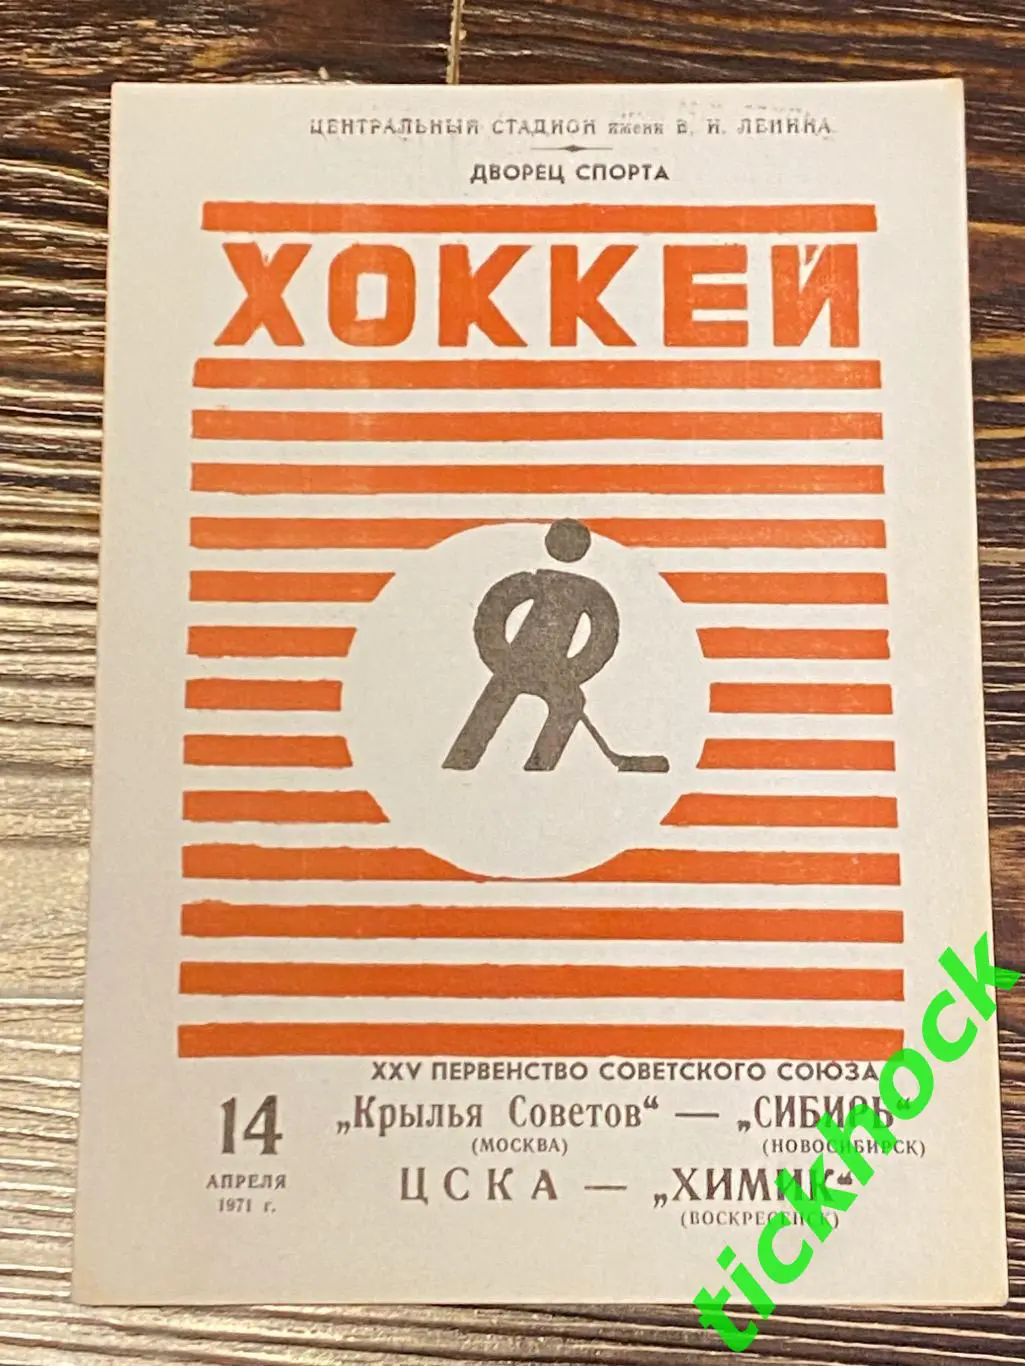 ЦЕНТРАЛЬНЫЙ СТАДИОН имени В. И. ЛЕНИНА
ДВОРЕЦ СПОРТА
ХОККЕЙ
XXV ПЕРВЕНСТВО СОВЕТСКОГО СОЮЗА
14 „Крылья Советов“ — „СИБИРЬ“
(МОСКВА) (НОВОСИБИРСК)
АПРЕЛЯ ЦСКА — „ХИМИК“
1971 г. (ВОСКРЕСЕНСК)
ticknock